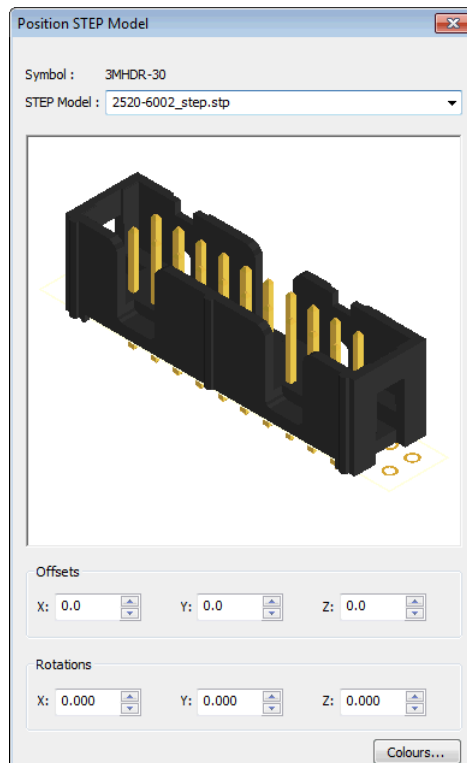 Position STEP Model
Symbol : 3MHDR-30
STEP Model : 2520-6002_step.stp
Offsets
X: 0.0 Y: 0.0 Z: 0.0
Rotations
X: 0.000 Y: 0.000 Z: 0.000
Colours...